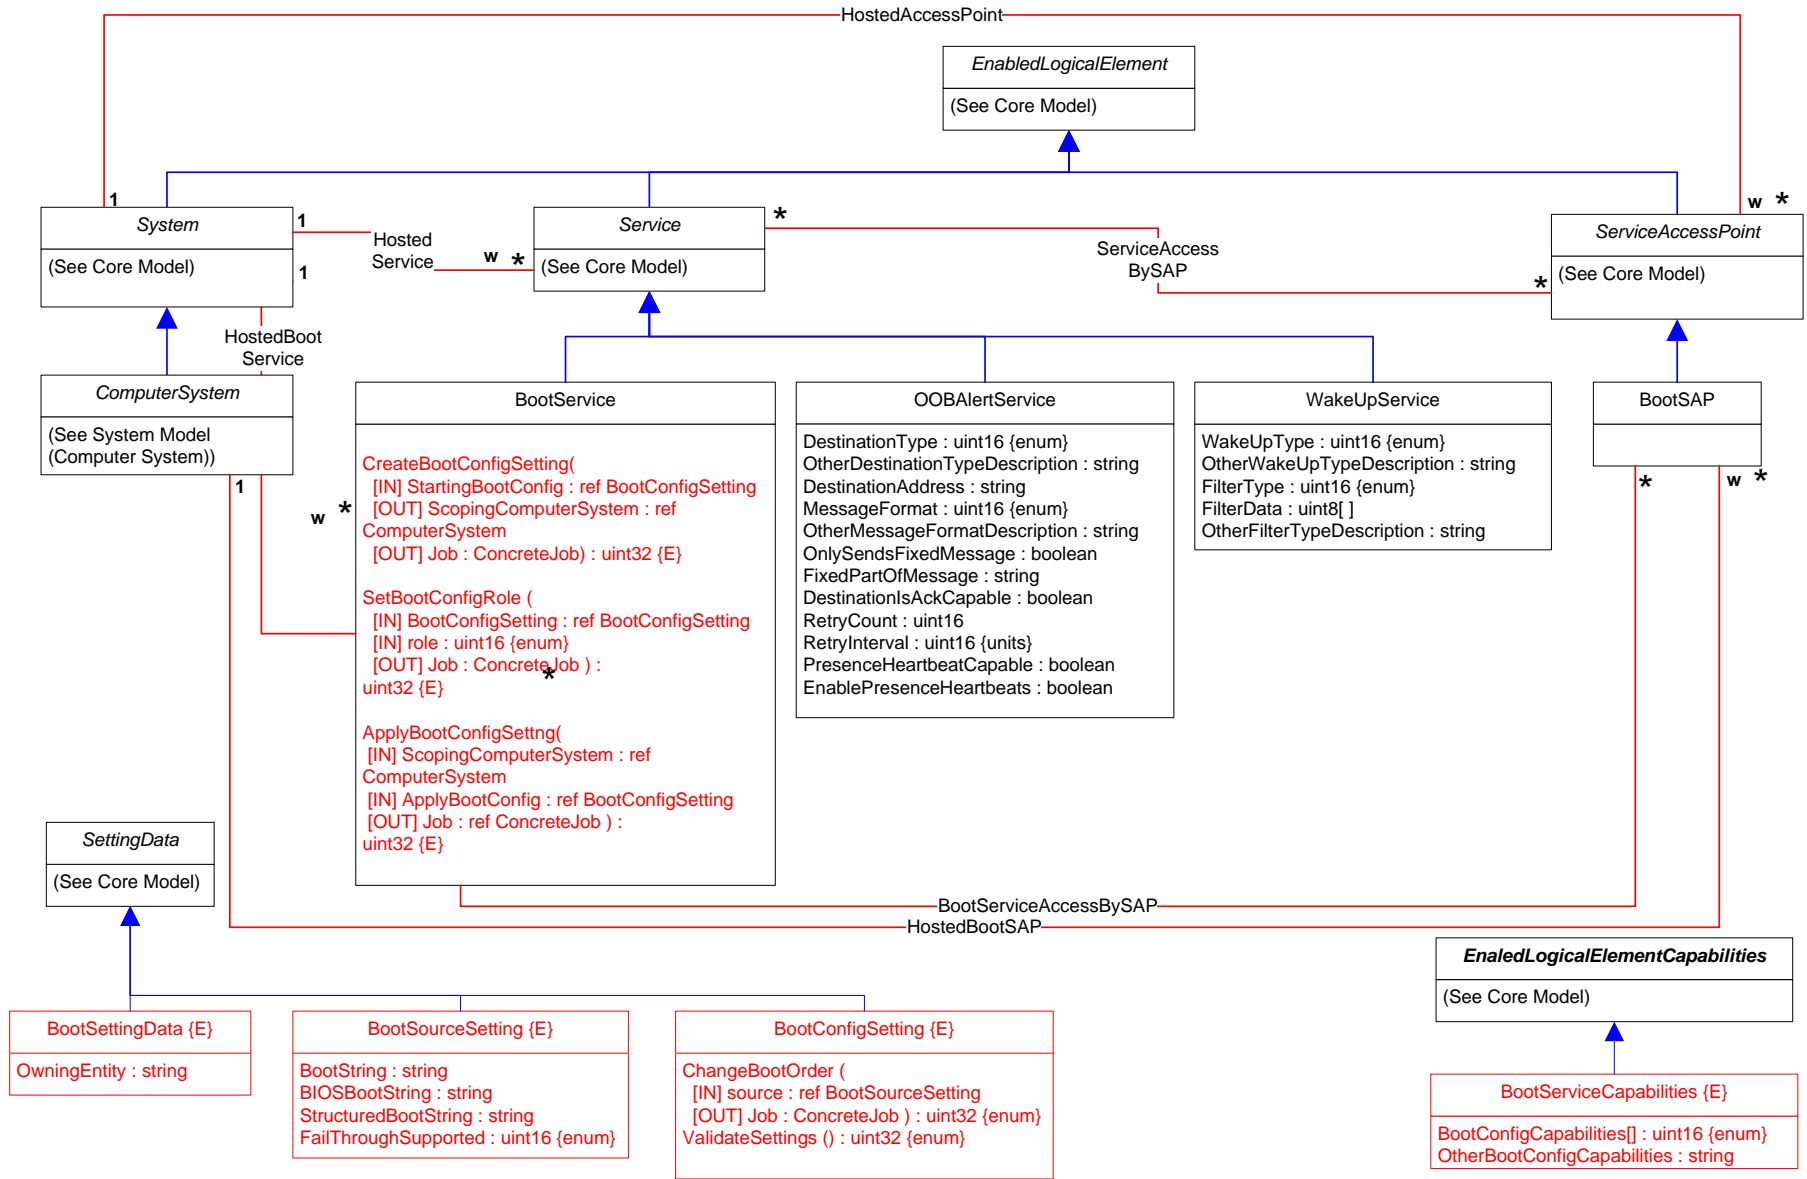 HostedAccessPoint
EnabledLogicalElement
(See Core Model)
1
w *
System
(See Core Model)
1
1
Hosted
Service
w *
Service
(See Core Model)
*
ServiceAccess
BySAP
*
ServiceAccessPoint
(See Core Model)
HostedBoot
Service
ComputerSystem
(See System Model
(Computer System))
1
w *
BootService
CreateBootConfigSetting(
[IN] StartingBootConfig : ref BootConfigSetting
[OUT] ScopingComputerSystem : ref
ComputerSystem
[OUT] Job : ConcreteJob) : uint32 {E}
SetBootConfigRole (
[IN] BootConfigSetting : ref BootConfigSetting
[IN] role : uint16 {enum}
[OUT] Job : ConcreteJob ) :
*
uint32 {E}
ApplyBootConfigSettng(
[IN] ScopingComputerSystem : ref
ComputerSystem
[IN] ApplyBootConfig : ref BootConfigSetting
[OUT] Job : ref ConcreteJob ) :
uint32 {E}
OOBAlertService
DestinationType : uint16 {enum}
OtherDestinationTypeDescription : string
DestinationAddress : string
MessageFormat : uint16 {enum}
OtherMessageFormatDescription : string
OnlySendsFixedMessage : boolean
FixedPartOfMessage : string
DestinationIsAckCapable : boolean
RetryCount : uint16
RetryInterval : uint16 {units}
PresenceHeartbeatCapable : boolean
EnablePresenceHeartbeats : boolean
WakeUpService
WakeUpType : uint16 {enum}
OtherWakeUpTypeDescription : string
FilterType : uint16 {enum}
FilterData : uint8[ ]
OtherFilterTypeDescription : string
BootSAP
*
w *
BootServiceAccessBySAP
HostedBootSAP
SettingData
(See Core Model)
BootSettingData {E}
OwningEntity : string
BootSourceSetting {E}
BootString : string
BIOSBootString : string
StructuredBootString : string
FailThroughSupported : uint16 {enum}
BootConfigSetting {E}
ChangeBootOrder (
[IN] source : ref BootSourceSetting
[OUT] Job : ConcreteJob ) : uint32 {enum}
ValidateSettings () : uint32 {enum}
EnaledLogicalElementCapabilities
(See Core Model)
BootServiceCapabilities {E}
BootConfigCapabilities[] : uint16 {enum}
OtherBootConfigCapabilities : string